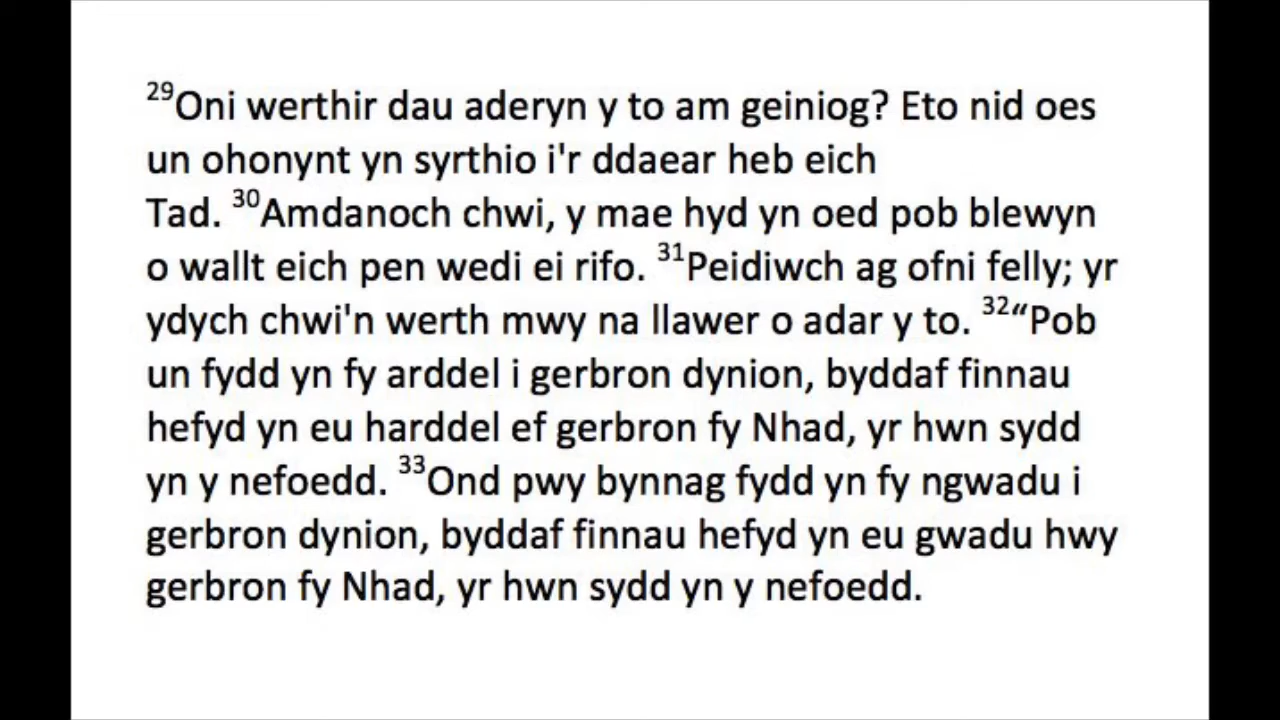 ²⁹Oni werthir dau aderyn y to am geiniog? Eto nid oes
un ohonynt yn syrthio i'r ddaear heb eich
Tad. ³⁰Amdanoch chwi, y mae hyd yn oed pob blewyn
o wallt eich pen wedi ei rifo. ³¹Peidiwch ag ofni felly; yr
ydych chwi'n werth mwy na llawer o adar y to. ³²“Pob
un fydd yn fy arddel i gerbron dynion, byddaf finnau
hefyd yn eu harddel ef gerbron fy Nhad, yr hwn sydd
yn y nefoedd. ³³Ond pwy bynnag fydd yn fy ngwadu i
gerbron dynion, byddaf finnau hefyd yn eu gwadu hwy
gerbron fy Nhad, yr hwn sydd yn y nefoedd.